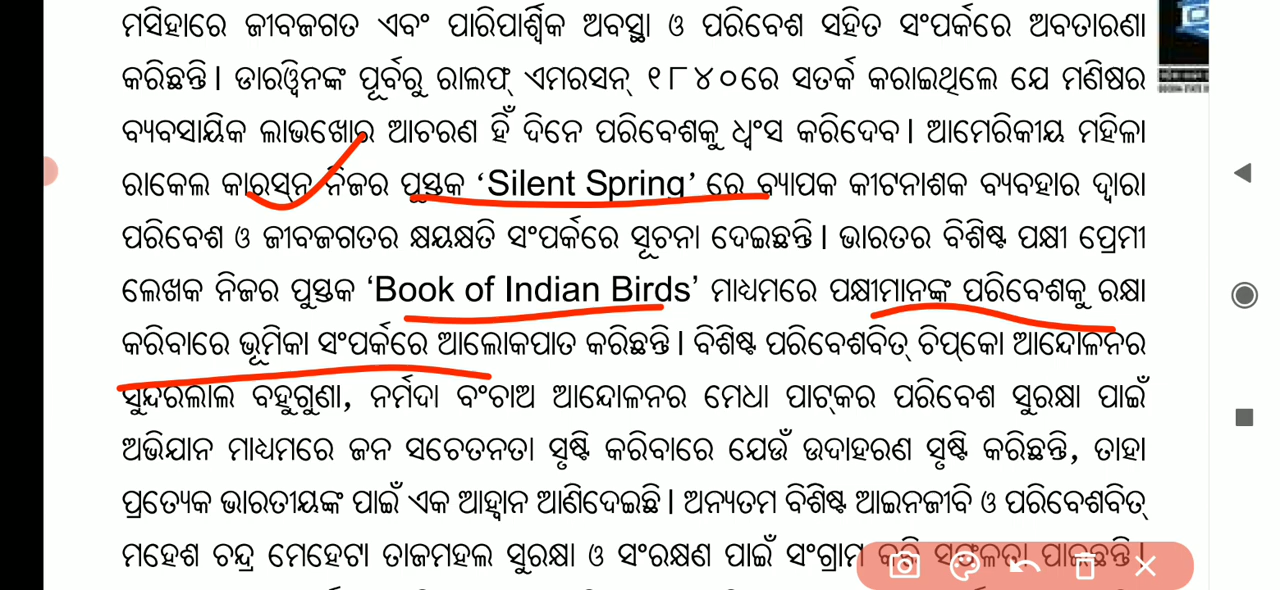 ମସିହାରେ ଜୀବଜଗତ ଏବଂ ପାରିପାର୍ଶ୍ୱିକ ଅବସ୍ଥା ଓ ପରିବେଶ ସହିତ ସଂପର୍କରେ ଅବତାରଣା
କରିଛନ୍ତି। ଡାରୱିନଙ୍କ ପୂର୍ବରୁ ରାଲଫ୍ ଏମରସନ୍ ୧୮୪୦ରେ ସତର୍କ କରାଇଥିଲେ ଯେ ମଣିଷର
ବ୍ୟବସାୟିକ ଲାଭଖୋର ଆଚରଣ ହିଁ ଦିନେ ପରିବେଶକୁ ଧ୍ୱଂସ କରିଦେବ। ଆମେରିକୀୟ ମହିଳା
ରାକେଲ କାରସ୍‌ନ ନିଜର ପୁସ୍ତକ ‘Silent Spring’ ରେ ବ୍ୟାପକ କୀଟନାଶକ ବ୍ୟବହାର ଦ୍ୱାରା
ପରିବେଶ ଓ ଜୀବଜଗତର କ୍ଷୟକ୍ଷତି ସଂପର୍କରେ ସୂଚନା ଦେଇଛନ୍ତି। ଭାରତର ବିଶିଷ୍ଟ ପକ୍ଷୀ ପ୍ରେମୀ
ଲେଖକ ନିଜର ପୁସ୍ତକ ‘Book of Indian Birds’ ମାଧ୍ୟମରେ ପକ୍ଷୀମାନଙ୍କ ପରିବେଶକୁ ରକ୍ଷା
କରିବାରେ ଭୂମିକା ସଂପର୍କରେ ଆଲୋକପାତ କରିଛନ୍ତି। ବିଶିଷ୍ଟ ପରିବେଶବିତ୍ ଚିପ୍‌କୋ ଆନ୍ଦୋଳନର
ସୁନ୍ଦରଲାଲ ବହୁଗୁଣା, ନର୍ମଦା ବଂଚାଅ ଆନ୍ଦୋଳନର ମେଧା ପାଟ୍‌କର ପରିବେଶ ସୁରକ୍ଷା ପାଇଁ
ଅଭିଯାନ ମାଧ୍ୟମରେ ଜନ ସଚେତନତା ସୃଷ୍ଟି କରିବାରେ ଯେଉଁ ଉଦାହରଣ ସୃଷ୍ଟି କରିଛନ୍ତି, ତାହା
ପ୍ରତ୍ୟେକ ଭାରତୀୟଙ୍କ ପାଇଁ ଏକ ଆହ୍ୱାନ ଆଣିଦେଇଛି। ଅନ୍ୟତମ ବିଶିଷ୍ଟ ଆଇନଜୀବି ଓ ପରିବେଶବିତ୍
ମହେଶ ଚନ୍ଦ୍ର ମେହେଟା ତାଜମହଲ ସୁରକ୍ଷା ଓ ସଂରକ୍ଷଣ ପାଇଁ ସଂଗ୍ରାମ କରି ସଫଳତା ପାଇଛନ୍ତି।